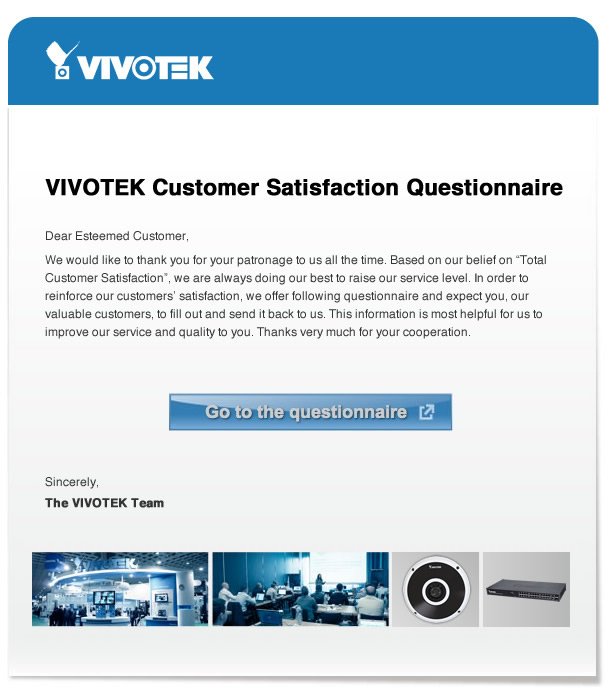 VIVOTEK
VIVOTEK Customer Satisfaction Questionnaire
Dear Esteemed Customer,
We would like to thank you for your patronage to us all the time. Based on our belief on “Total
Customer Satisfaction”, we are always doing our best to raise our service level. In order to
reinforce our customers’ satisfaction, we offer following questionnaire and expect you, our
valuable customers, to fill out and send it back to us. This information is most helpful for us to
improve our service and quality to you. Thanks very much for your cooperation.
Go to the questionnaire
Sincerely,
The VIVOTEK Team
VIVOTEK